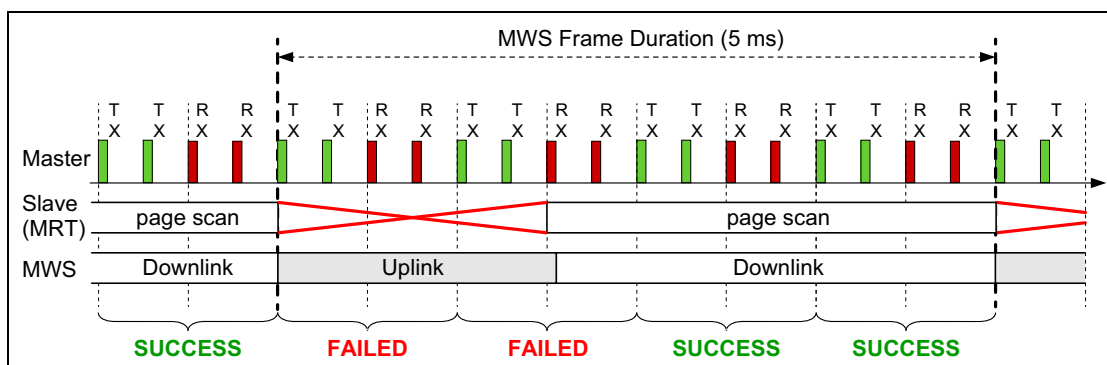 MWS Frame Duration (5 ms)
T T R R T T R R T T R R T T R R T T R R T T
X X X X X X X X X X X X X X X X X X X X X X
Master
Slave
(MRT)
page scan page scan
MWS Downlink Uplink Downlink
SUCCESS FAILED FAILED SUCCESS SUCCESS